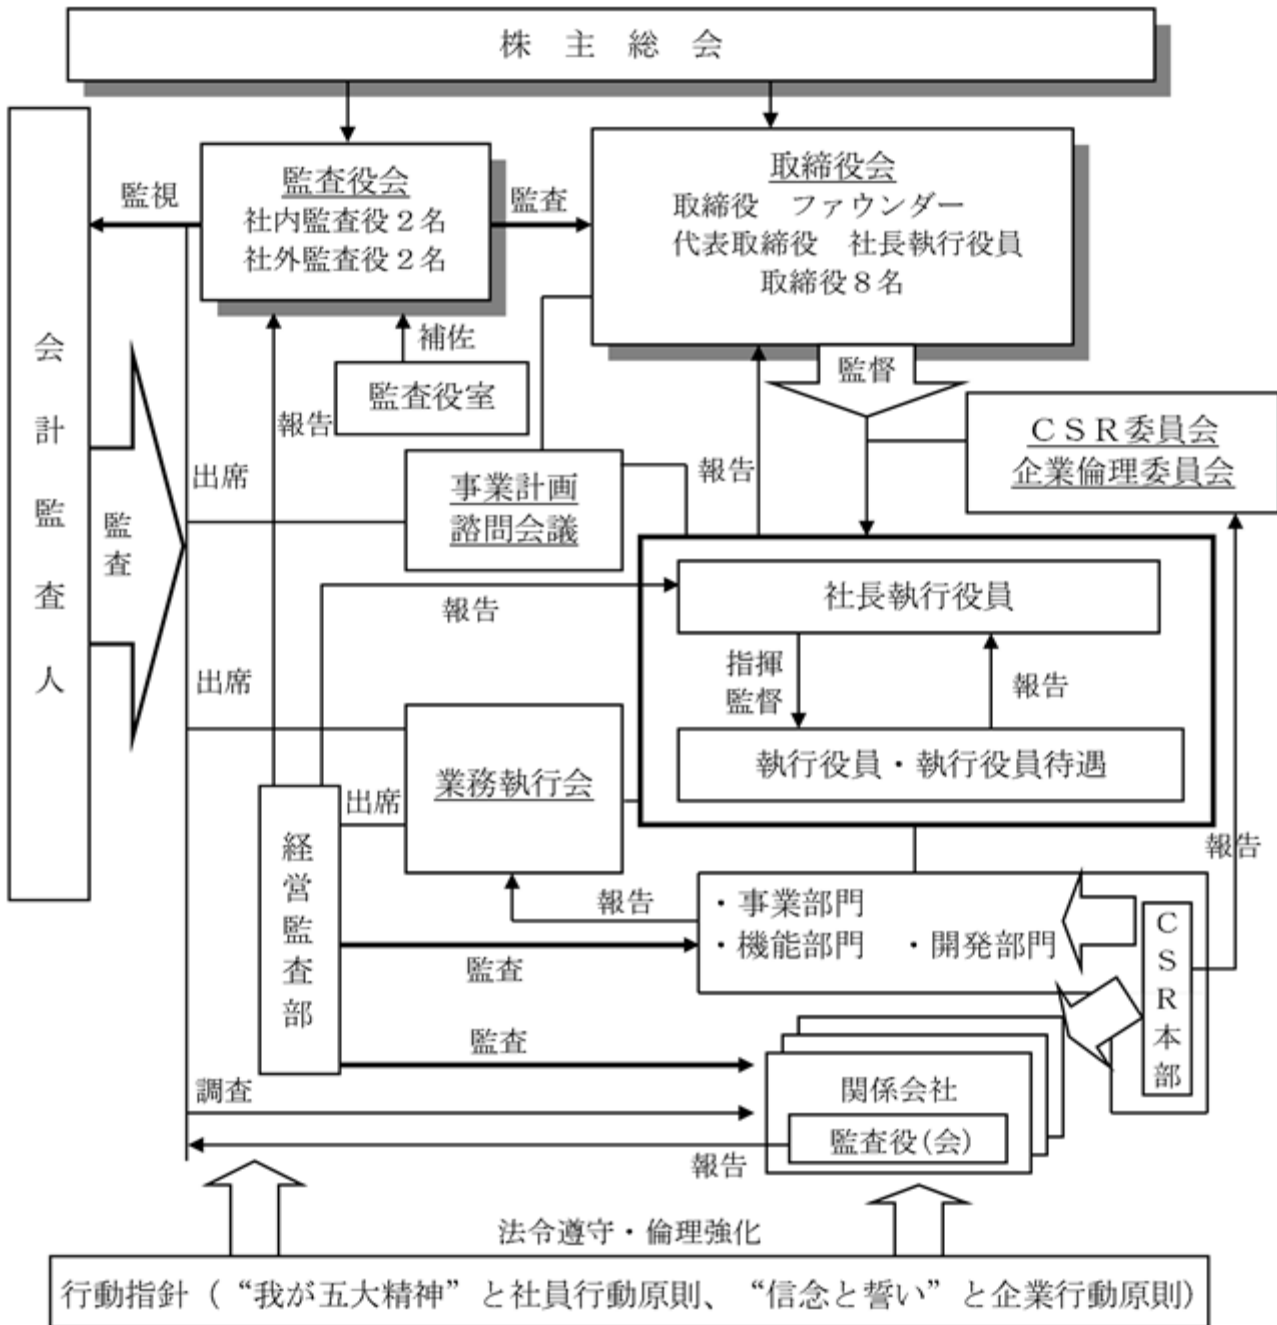 株 主 総 会
監査役会
社内監査役２名
社外監査役２名
監視
監査
取締役会
取締役　ファウンダー
代表取締役　社長執行役員
取締役８名
会計監査人
監査
補佐
監査役室
報告
監督
報告
ＣＳＲ委員会
企業倫理委員会
出席
事業計画
諮問会議
報告
社長執行役員
指揮
監督
報告
執行役員・執行役員待遇
出席
業務執行会
出席
経営監査部
報告
報告
・事業部門
・機能部門　・開発部門
ＣＳＲ本部
監査
監査
調査
関係会社
監査役(会)
報告
法令遵守・倫理強化
行動指針（“我が五大精神”と社員行動原則、“信念と誓い”と企業行動原則）